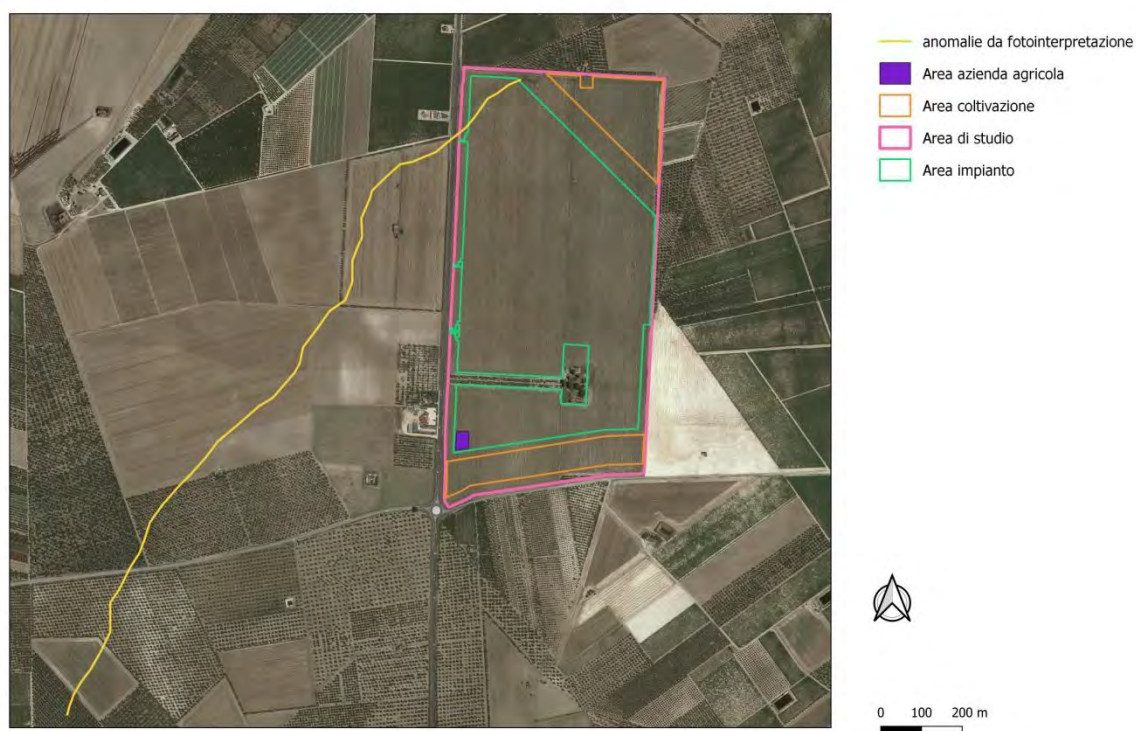 anomalie da fotointerpretazione
Area azienda agricola
Area coltivazione
Area di studio
Area impianto
0 100 200 m